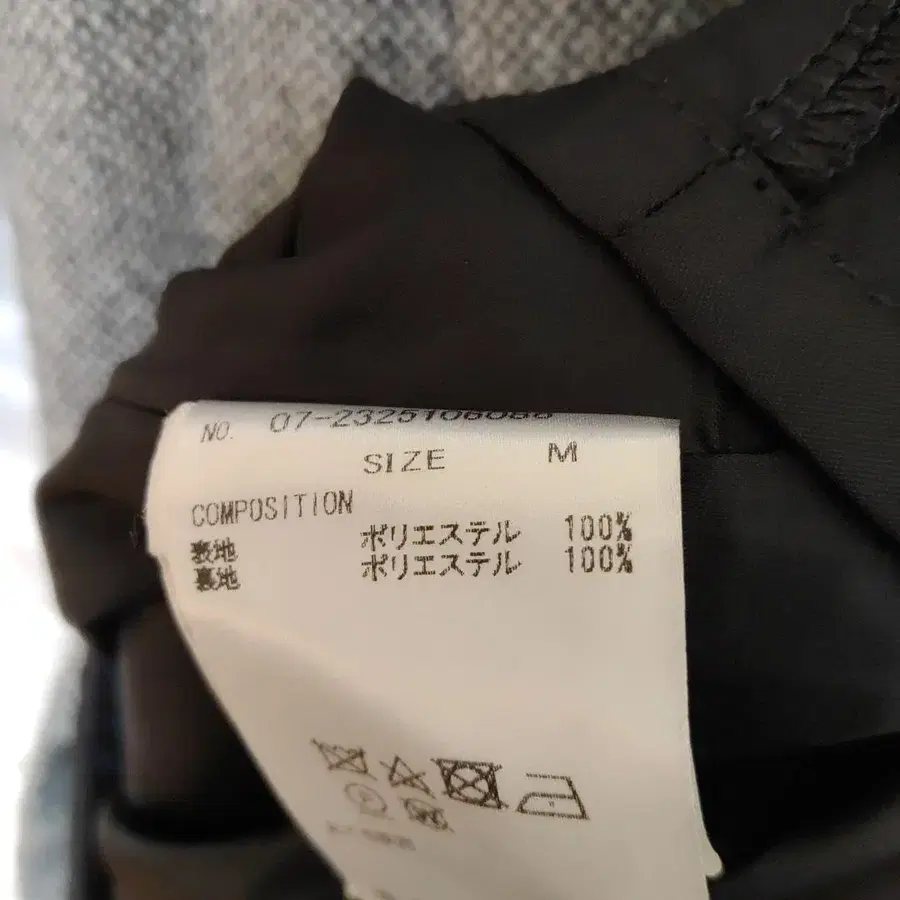 NO. 07-2325106088
SIZE M
COMPOSITION
表地 ポリエステル 100%
裏地 ポリエステル 100%